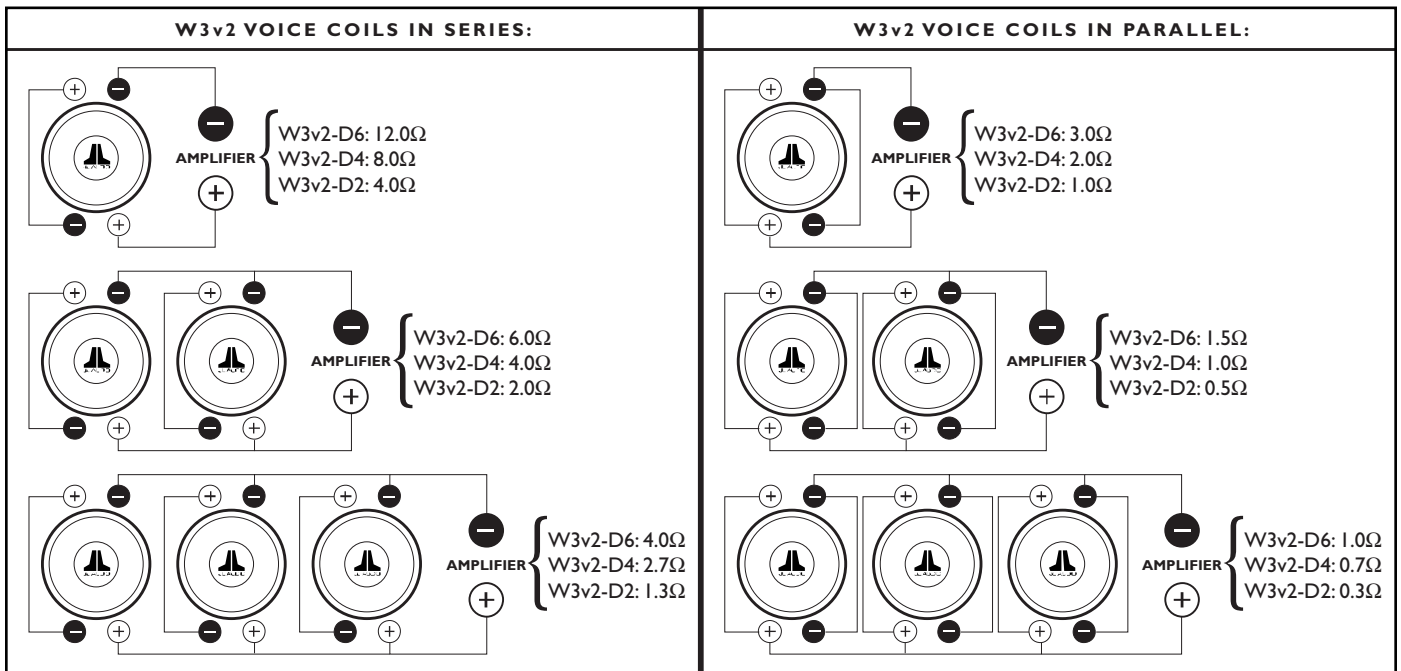 W3v2 VOICE COILS IN SERIES:
AMPLIFIER
W3v2-D6: 12.0Ω
W3v2-D4: 8.0Ω
W3v2-D2: 4.0Ω
AMPLIFIER
W3v2-D6: 6.0Ω
W3v2-D4: 4.0Ω
W3v2-D2: 2.0Ω
AMPLIFIER
W3v2-D6: 4.0Ω
W3v2-D4: 2.7Ω
W3v2-D2: 1.3Ω
W3v2 VOICE COILS IN PARALLEL:
AMPLIFIER
W3v2-D6: 3.0Ω
W3v2-D4: 2.0Ω
W3v2-D2: 1.0Ω
AMPLIFIER
W3v2-D6: 1.5Ω
W3v2-D4: 1.0Ω
W3v2-D2: 0.5Ω
AMPLIFIER
W3v2-D6: 1.0Ω
W3v2-D4: 0.7Ω
W3v2-D2: 0.3Ω